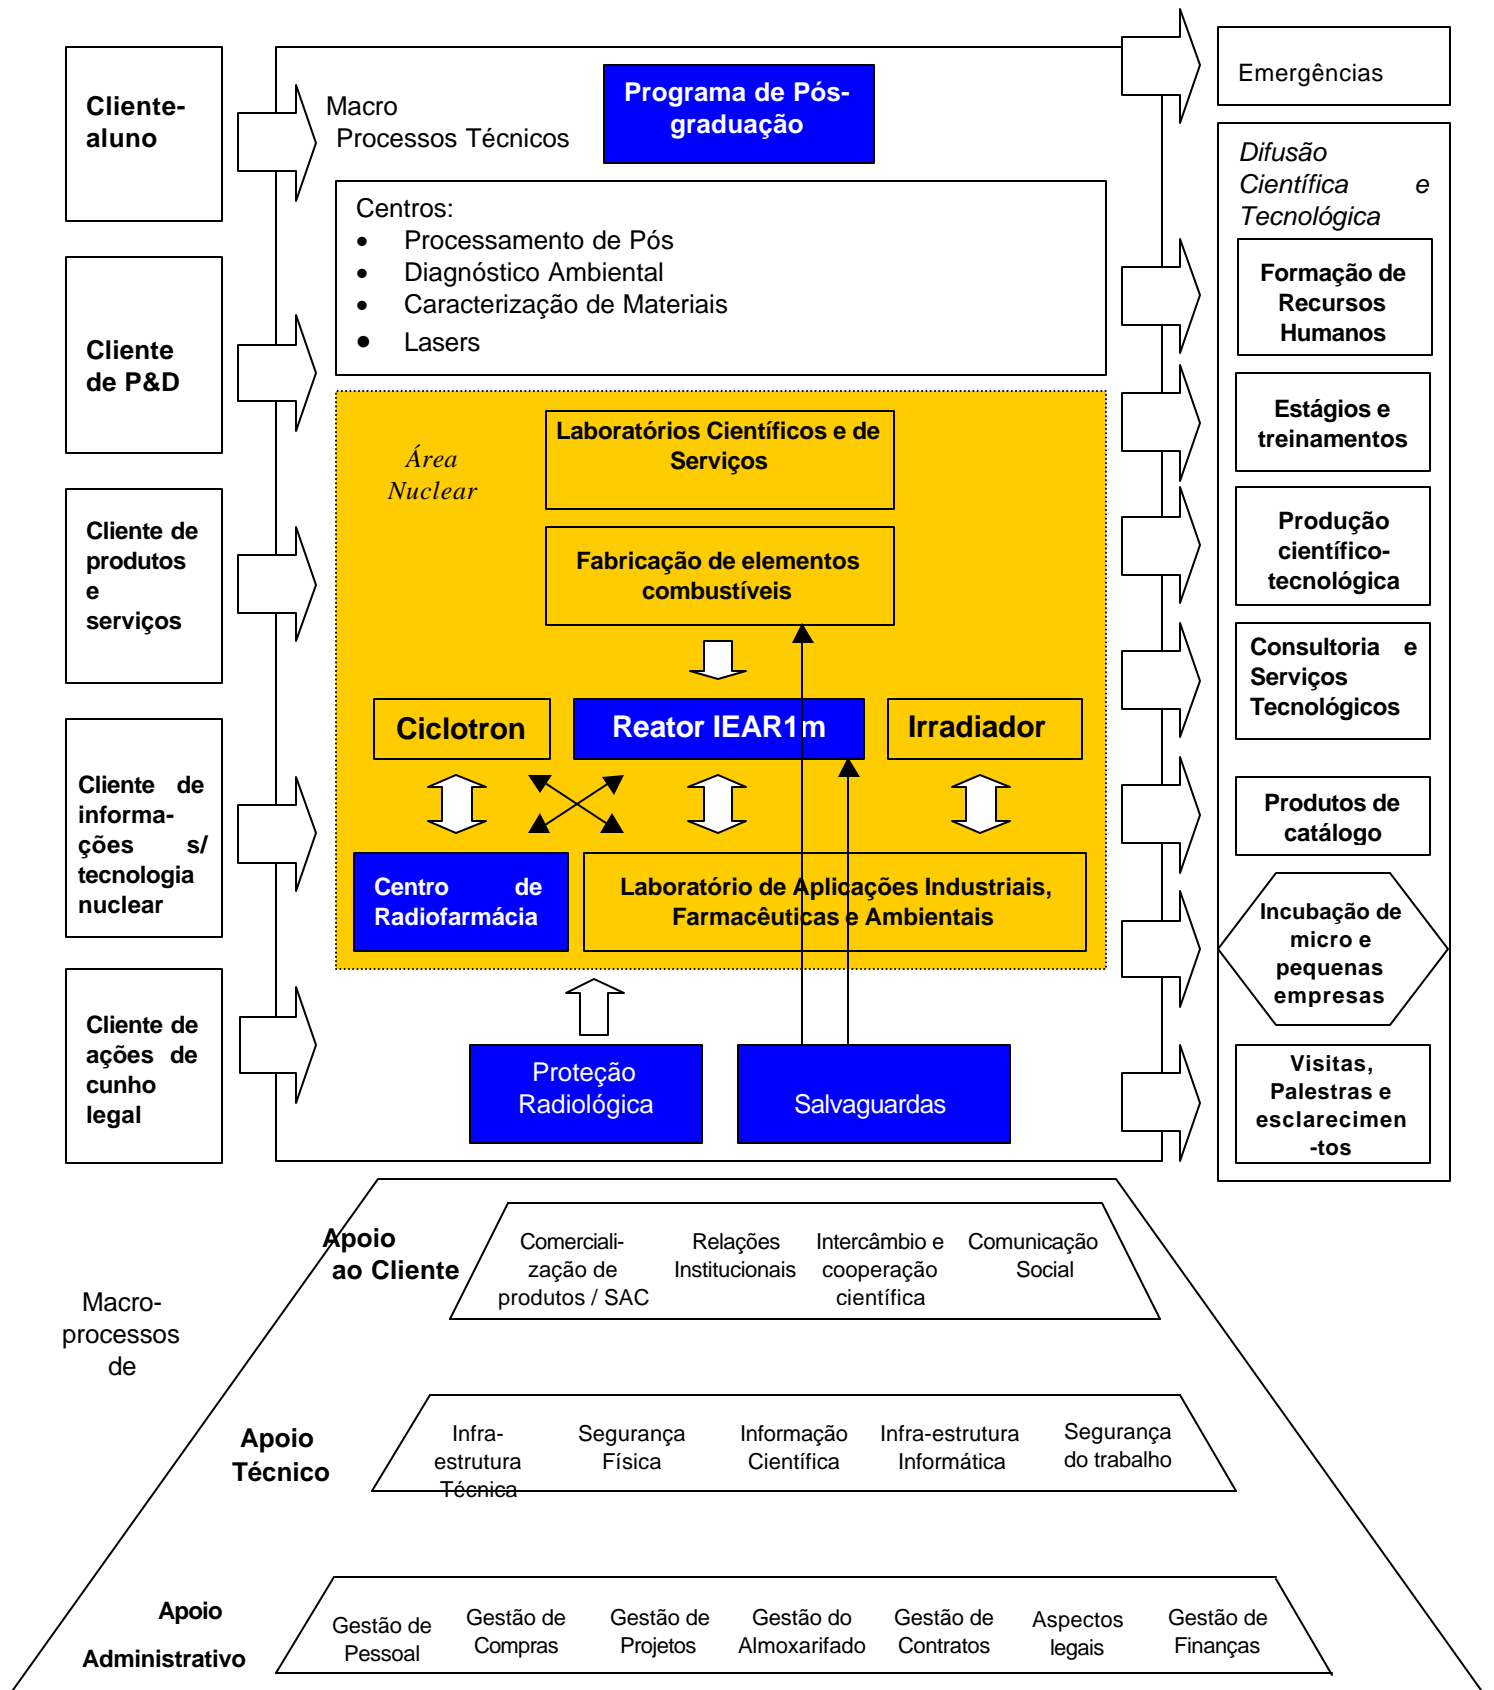 Cliente-
aluno
Cliente
de P&D
Cliente de
produtos
e
serviços
Cliente de
informa-
ções s/
tecnologia
nuclear
Cliente de
ações de
cunho
legal
Macro
Processos Técnicos
Programa de Pós-
graduação
Centros:
• Processamento de Pós
• Diagnóstico Ambiental
• Caracterização de Materiais
• Lasers
Área
Nuclear
Laboratórios Científicos e de
Serviços
Fabricação de elementos
combustíveis
Ciclotron
Reator IEAR1m
Irradiador
Centro de
Radiofarmácia
Laboratório de Aplicações Industriais,
Farmacêuticas e Ambientais
Proteção
Radiológica
Salvaguardas
Emergências
Difusão
Científica e
Tecnológica
Formação de
Recursos
Humanos
Estágios e
treinamentos
Produção
científico-
tecnológica
Consultoria e
Serviços
Tecnológicos
Produtos de
catálogo
Incubação de
micro e
pequenas
empresas
Visitas,
Palestras e
esclarecimen
-tos
Macro-
processos
de
Apoio
ao Cliente
Comerciali-
zação de
produtos / SAC
Relações
Institucionais
Intercâmbio e
cooperação
científica
Comunicação
Social
Apoio
Técnico
Infra-
estrutura
Técnica
Segurança
Física
Informação
Científica
Infra-estrutura
Informática
Segurança
do trabalho
Apoio
Administrativo
Gestão de
Pessoal
Gestão de
Compras
Gestão de
Projetos
Gestão do
Almoxarifado
Gestão de
Contratos
Aspectos
legais
Gestão de
Finanças